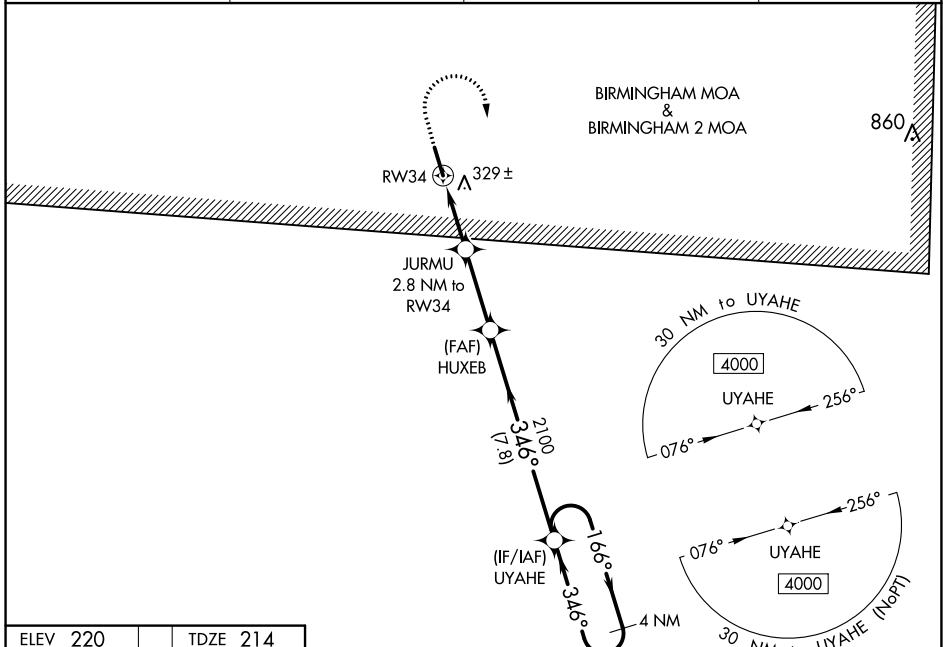 BIRMINGHAM MOA
&
BIRMINGHAM 2 MOA
860
RW34
329 ±
JURMU
2.8 NM to
RW34
(FAF)
HUXEB
30 NM to UYAHE
4000
UYAHE
076°
256°
2100
346°
(7.8)
(IF/IAF)
UYAHE
166°
346°
4 NM
076°
256°
UYAHE
4000
30 NM to UYAHE (NoPT)
ELEV 220
TDZE 214